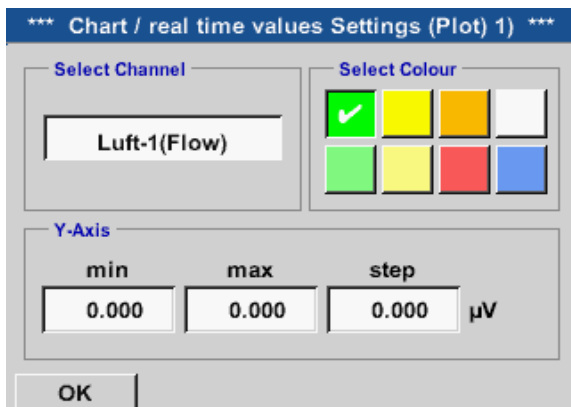 *** Chart / real time values Settings (Plot) 1) ***
Select Channel
Select Colour
Luft-1(Flow)
Y-Axis
min max step
0.000 0.000 0.000 µV
OK